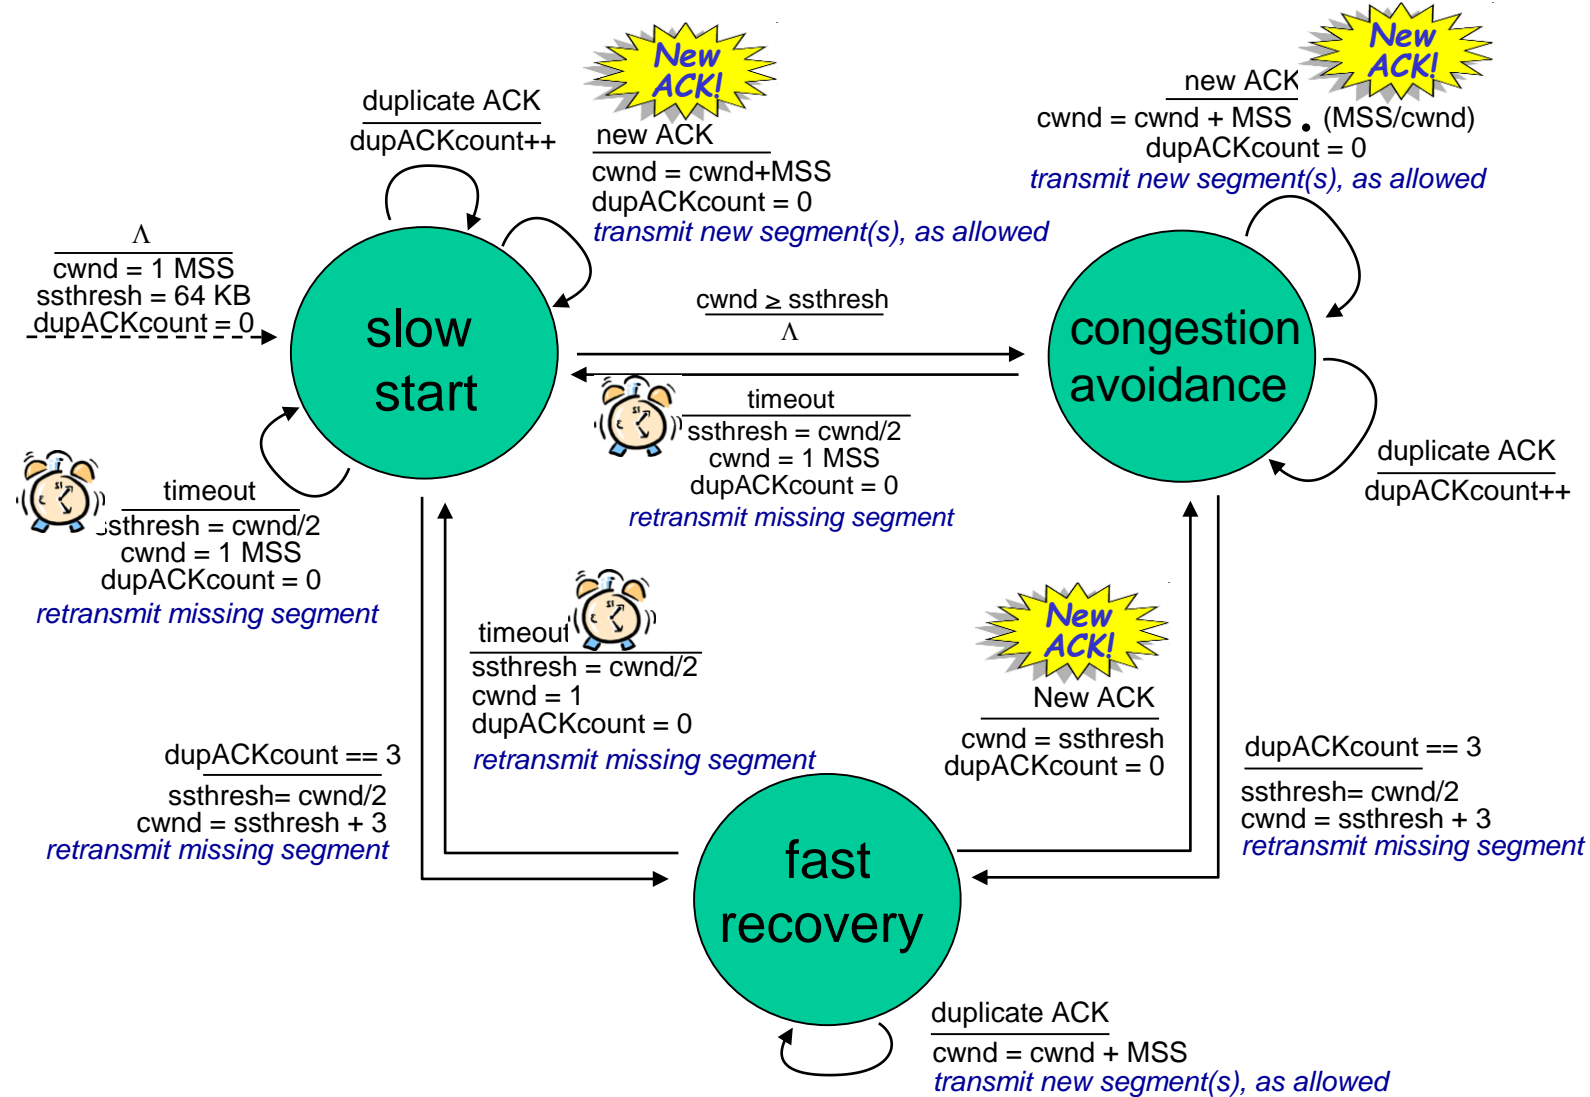 New
ACK!
duplicate ACK
dupACKcount++
new ACK
cwnd = cwnd+MSS
dupACKcount = 0
transmit new segment(s), as allowed
New
ACK!
new ACK
cwnd = cwnd + MSS • (MSS/cwnd)
dupACKcount = 0
transmit new segment(s), as allowed
Λ
cwnd = 1 MSS
ssthresh = 64 KB
dupACKcount = 0
slow
start
cwnd ≥ ssthresh
Λ
congestion
avoidance
timeout
ssthresh = cwnd/2
cwnd = 1 MSS
dupACKcount = 0
retransmit missing segment
duplicate ACK
dupACKcount++
timeout
ssthresh = cwnd/2
cwnd = 1 MSS
dupACKcount = 0
retransmit missing segment
timeout
ssthresh = cwnd/2
cwnd = 1
dupACKcount = 0
retransmit missing segment
New
ACK!
New ACK
cwnd = ssthresh
dupACKcount = 0
dupACKcount == 3
ssthresh= cwnd/2
cwnd = ssthresh + 3
retransmit missing segment
dupACKcount == 3
ssthresh= cwnd/2
cwnd = ssthresh + 3
retransmit missing segment
fast
recovery
duplicate ACK
cwnd = cwnd + MSS
transmit new segment(s), as allowed